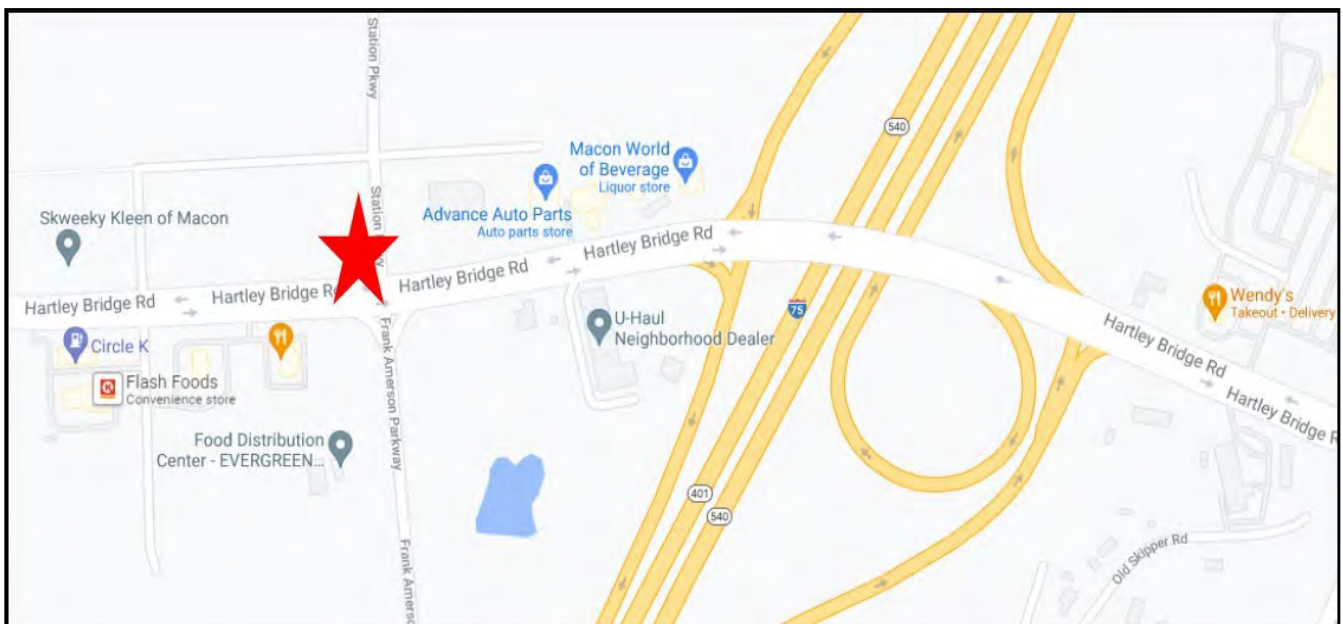 Station Pkwy
540
Macon World
of Beverage
Liquor store
Station
Advance Auto Parts
Auto parts store
Skweeky Kleen of Macon
Hartley Bridge Rd
Hartley Bridge Rd
Hartley Bridge
Hartley Bridge Rd
75
Wendy's
Takeout • Delivery
U-Haul
Neighborhood Dealer
Hartley Bridge Rd
Hartley Bridge
Circle K
Flash Foods
Convenience store
Frank Amerson Parkway
Food Distribution
Center - EVERGREEN...
401
540
Old Skipper Rd
Frank Amerso